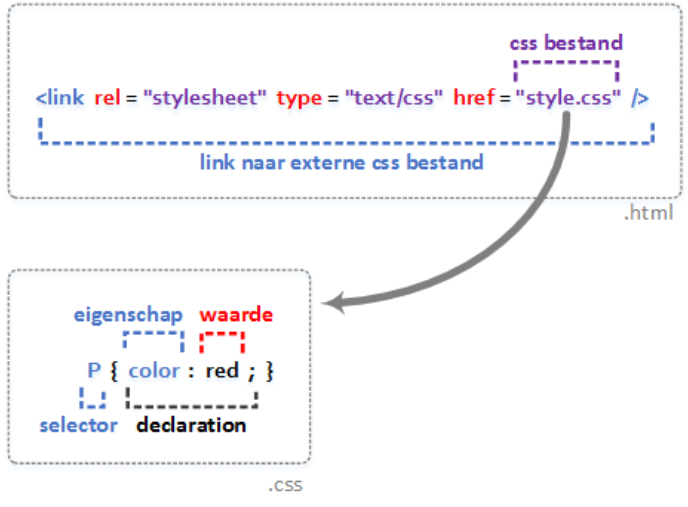 css bestand
<link rel = "stylesheet" type = "text/css" href = "style.css" />
link naar externe css bestand
.html
eigenschap waarde
P { color : red ; }
selector declaration
.css